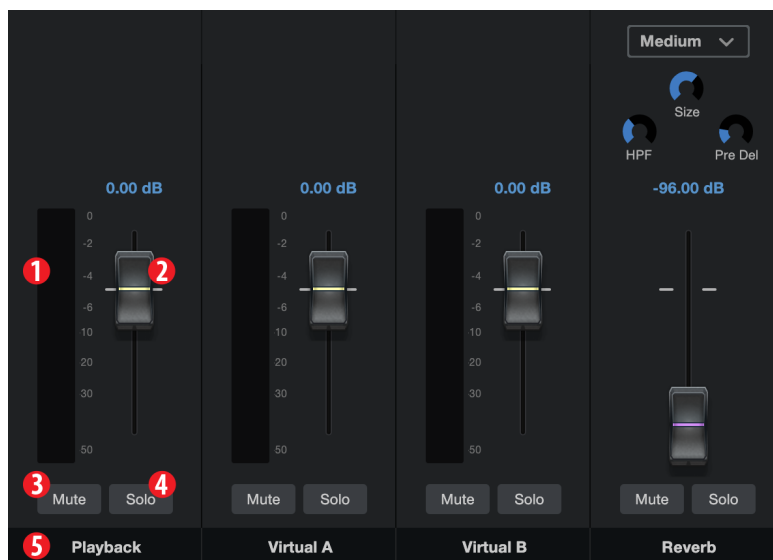 Medium
Size
HPF
Pre Del
0.00 dB
0.00 dB
0.00 dB
-96.00 dB
0
0
0
-2
-2
-2
1
2
-4
-4
-4
-6
-6
-6
10
10
10
20
20
20
30
30
30
50
50
50
3
4
Mute
Solo
Mute
Solo
Mute
Solo
Mute
Solo
5
Playback
Virtual A
Virtual B
Reverb